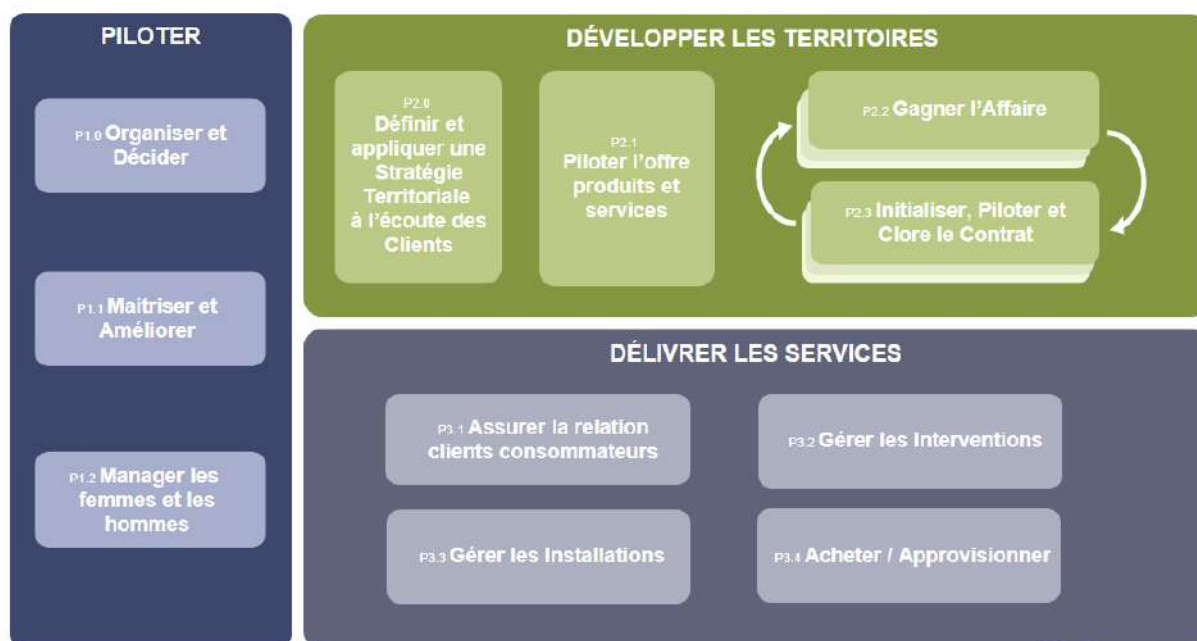 PILOTER
P1.0 Organiser et
Décider
P1.1 Maitriser et
Améliorer
P1.2 Manager les
femmes et les
hommes
DÉVELOPPER LES TERRITOIRES
P2.0
Définir et
appliquer une
Stratégie
Territoriale
à l'écoute des
Clients
P2.1
Piloter l'offre
produits et
services
P2.2 Gagner l'Affaire
P2.3 Initialiser, Piloter et
Clore le Contrat
DÉLIVRER LES SERVICES
P3.1 Assurer la relation
clients consommateurs
P3.2 Gérer les Interventions
P3.3 Gérer les Installations
P3.4 Acheter / Approvisionner